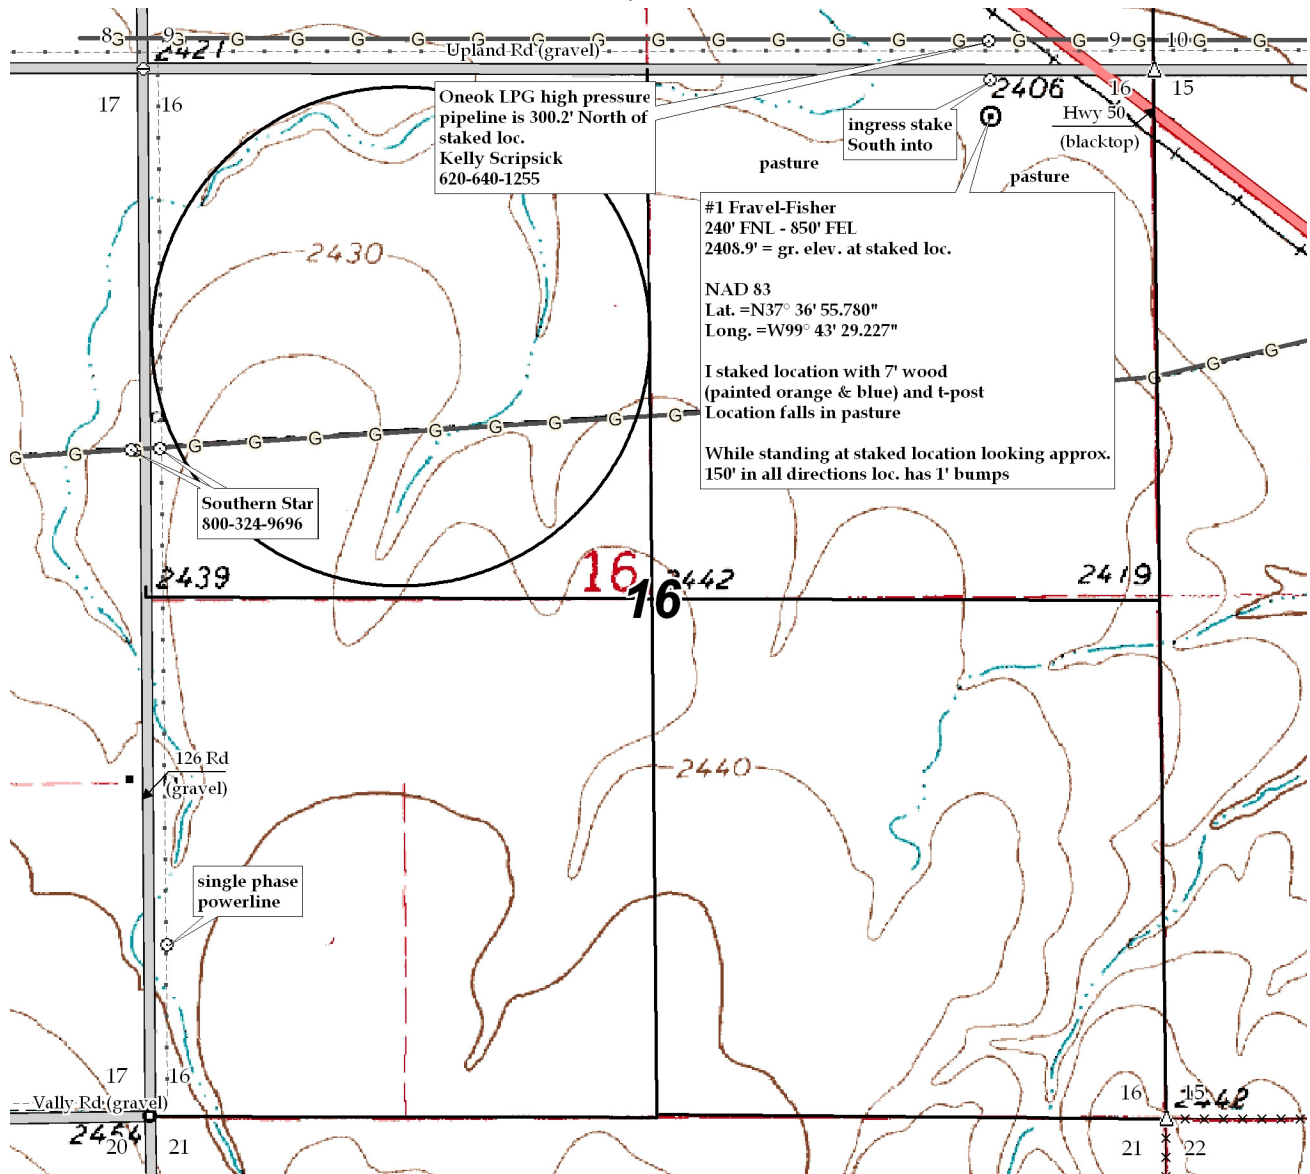 8 9 9 10
2421
Upland Rd (gravel)
17 16
16 15
2406
Hwy 50
(blacktop)
Oneok LPG high pressure
pipeline is 300.2' North of
staked loc.
Kelly Scripsick
620-640-1255
ingress stake
South into
pasture
pasture
#1 Fravel-Fisher
240' FNL - 850' FEL
2408.9' = gr. elev. at staked loc.
NAD 83
Lat. =N37° 36' 55.780"
Long. =W99° 43' 29.227"
I staked location with 7' wood
(painted orange & blue) and t-post
Location falls in pasture
While standing at staked location looking approx.
150' in all directions loc. has 1' bumps
2430
G G G G G G G G G G G G G G G G G G G G
G G G G G G G G G G G G G G G
Southern Star
800-324-9696
2439
16
2442
2419
16
126 Rd
(gravel)
2440
single phase
powerline
17 16
16 15
Vally Rd (gravel)
2442
2454
20 21
21 22